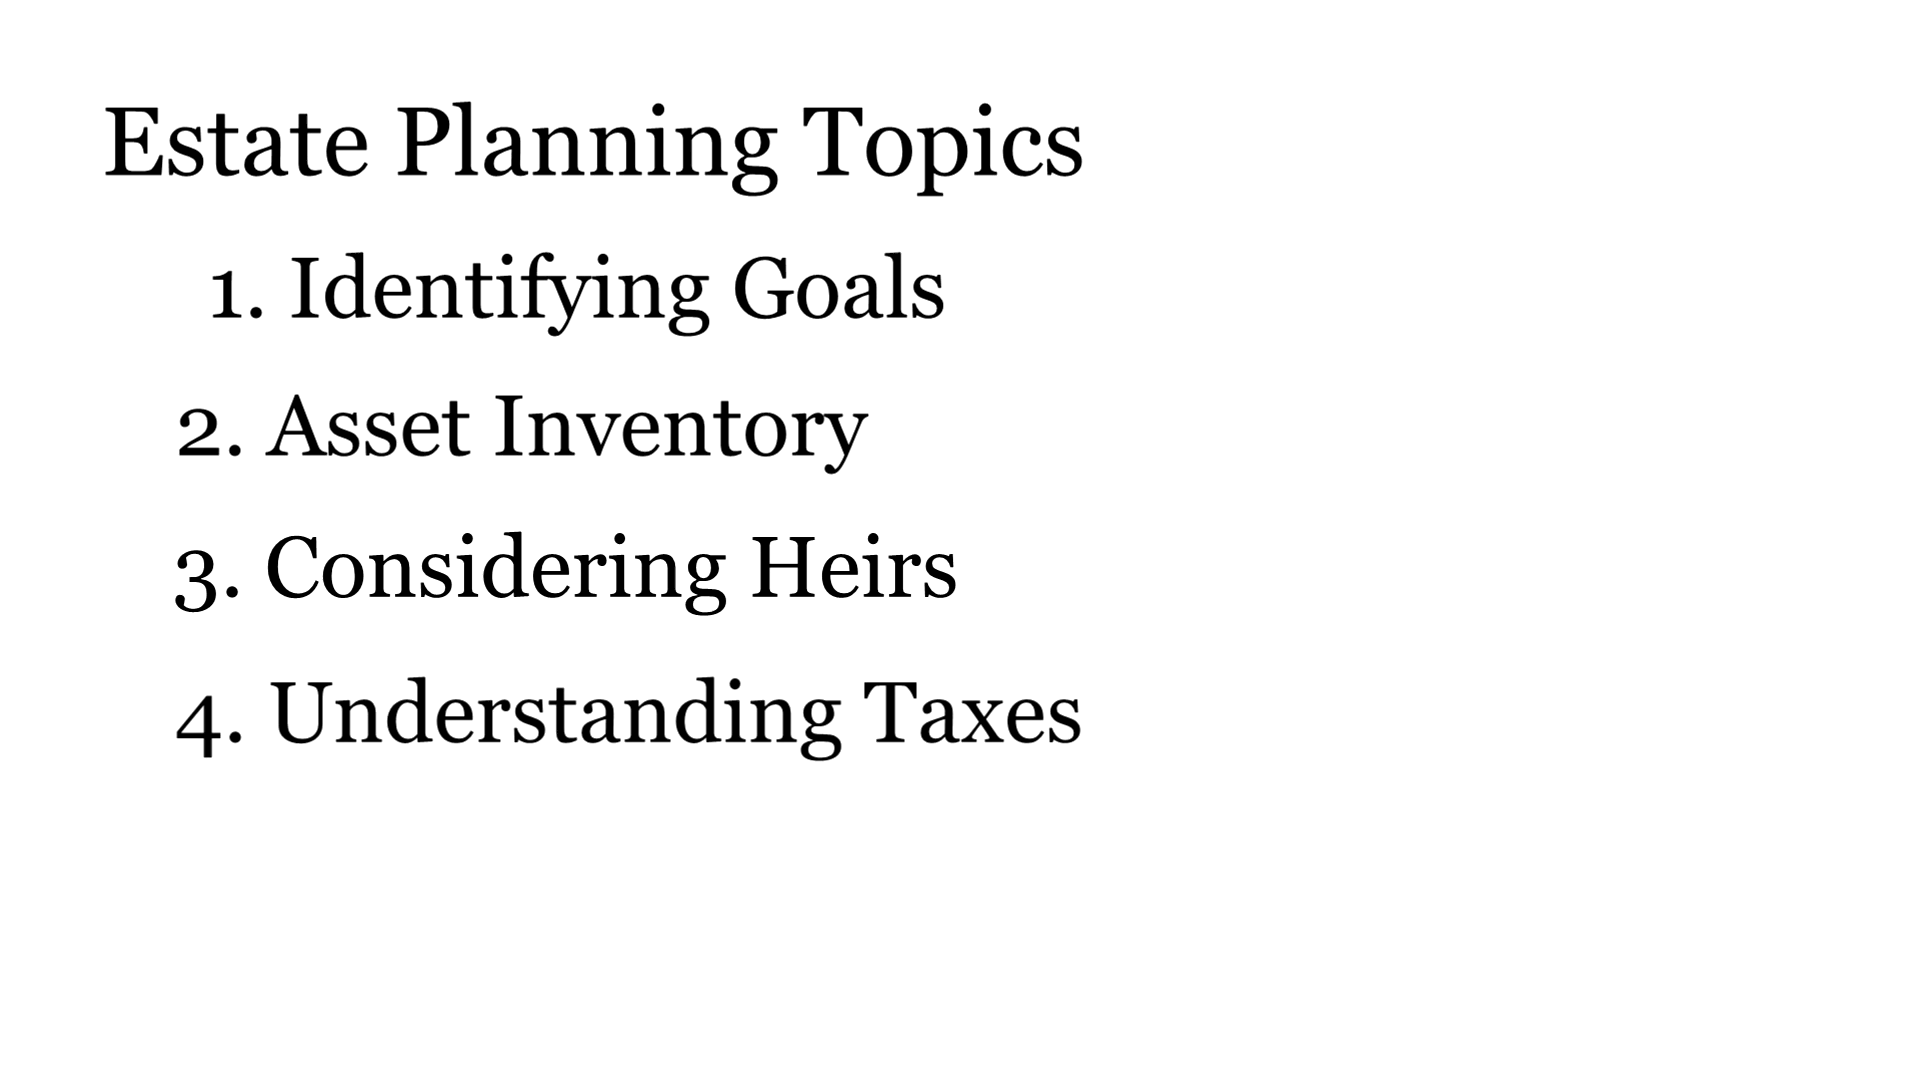 Estate Planning Topics
1. Identifying Goals
2. Asset Inventory
3. Considering Heirs
4. Understanding Taxes